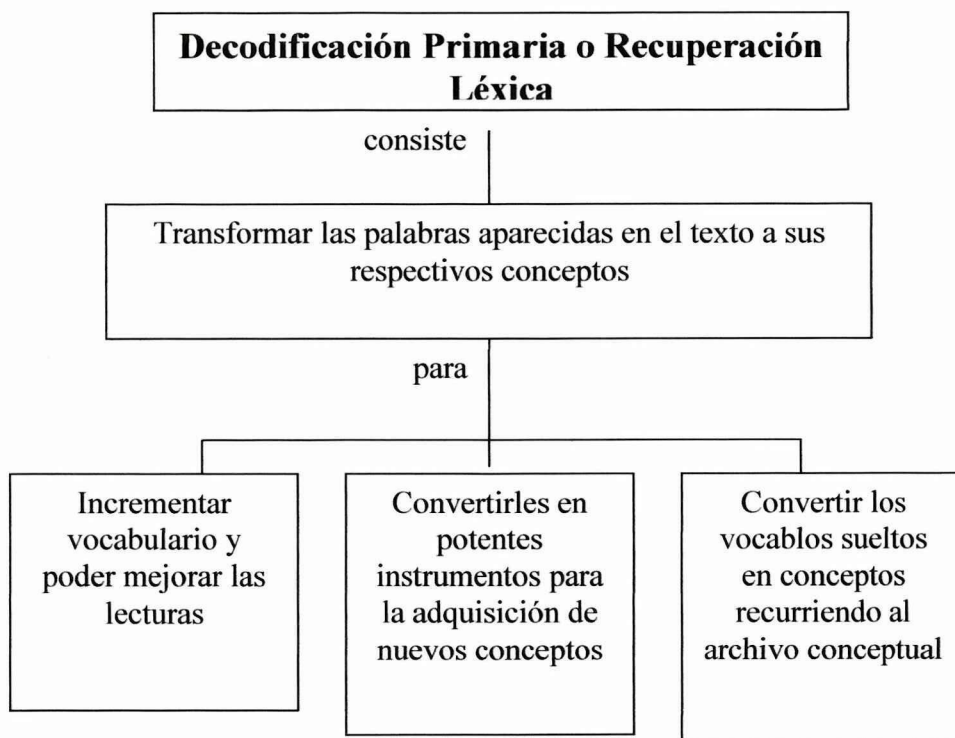 Decodificación Primaria o Recuperación
Léxica
consiste
Transformar las palabras aparecidas en el texto a sus
respectivos conceptos
para
Incrementar
vocabulario y
poder mejorar las
lecturas
Convertirles en
potentes
instrumentos para
la adquisición de
nuevos conceptos
Convertir los
vocablos sueltos
en conceptos
recurriendo al
archivo conceptual